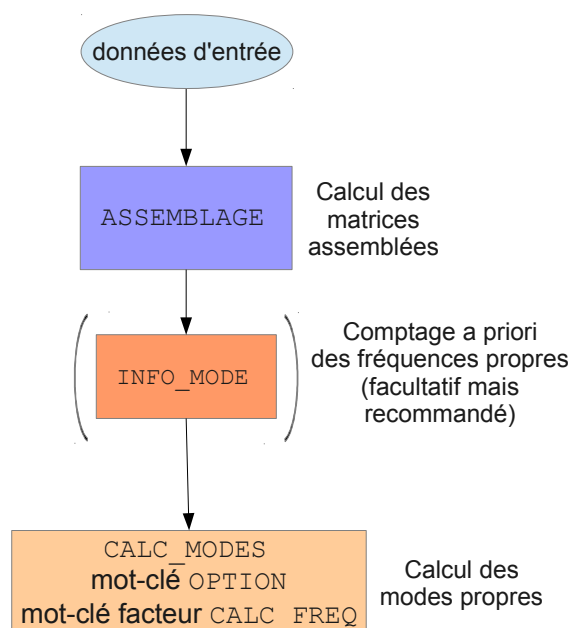 données d'entrée
ASSEMBLAGE
Calcul des
matrices
assemblées
INFO_MODE
Comptage a priori
des fréquences propres
(facultatif mais
recommandé)
CALC_MODES
mot-clé OPTION
mot-clé facteur CALC_FREQ
Calcul des
modes propres